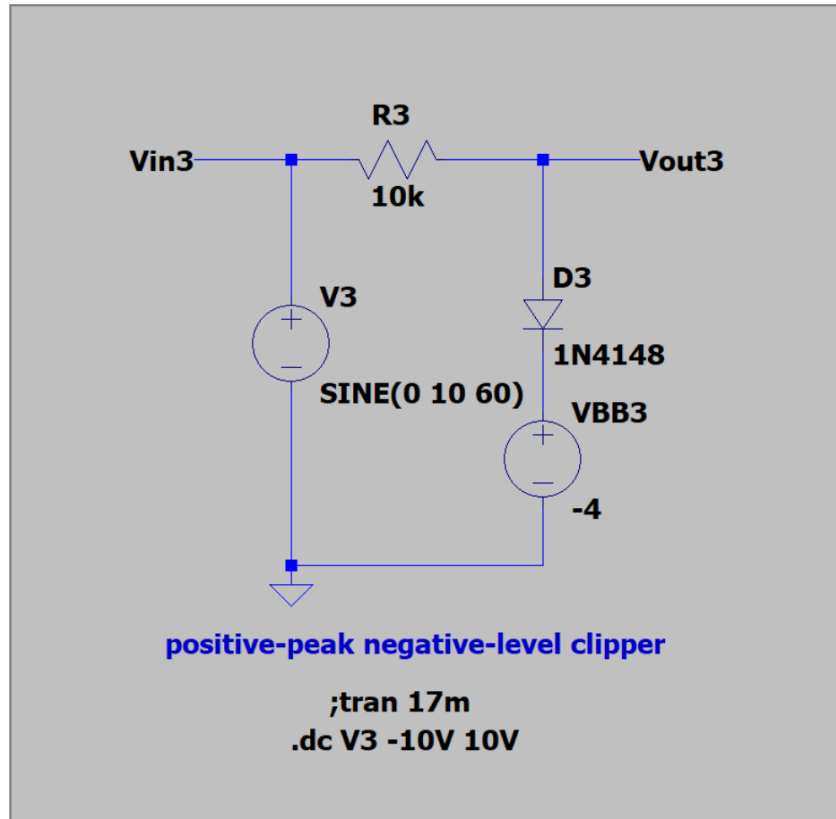 R3
Vin3
Vout3
10k
D3
V3
1N4148
SINE(0 10 60)
VBB3
-4
positive-peak negative-level clipper
;tran 17m
.dc V3 -10V 10V